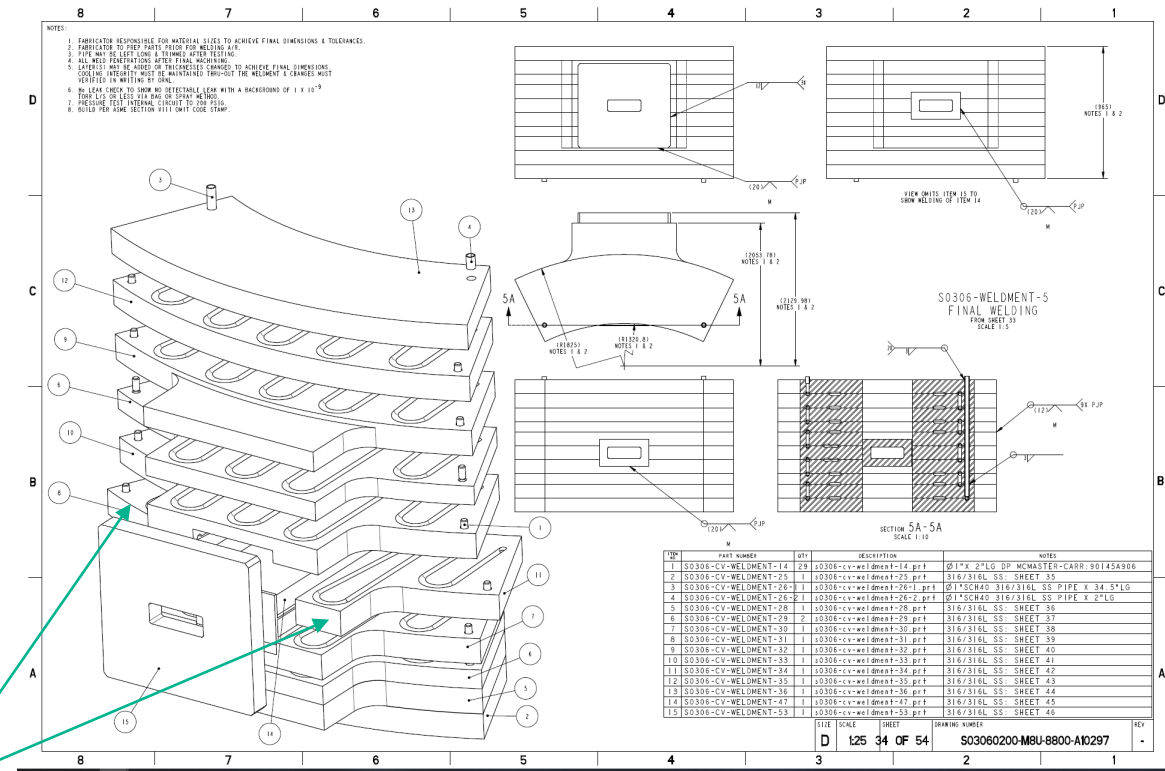 8 7 6 5 4 3 2 1
NOTES:
1. FABRICATOR RESPONSIBLE FOR MATERIAL SIZES TO ACHIEVE FINAL DIMENSIONS & TOLERANCES.
2. FABRICATOR TO PREP PARTS PRIOR FOR WELDING A/R.
3. PIPE MAY BE LEFT LONG & TRIMMED AFTER TESTING.
4. ALL WELD PENETRATIONS AFTER FINAL MACHINING.
5. LAYER(S) MAY BE ADDED OR THICKNESSES CHANGED TO ACHIEVE FINAL DIMENSIONS.
COOLING INTEGRITY MUST BE MAINTAINED THRU-OUT THE WELDMENT & CHANGES MUST
VERIFIED IN WRITING BY ORNL.
6. He LEAK CHECK TO SHOW NO DETECTABLE LEAK WITH A BACKGROUND OF 1 X 10⁻⁹
TORR L/S OR LESS VIA BAG OR SPRAY METHOD.
7. PRESSURE TEST INTERNAL CIRCUIT TO 200 PSIG.
8. BUILD PER ASME SECTION VIII OMIT CODE STAMP.
D D
(965)
NOTES 1 & 2
(20) PJP
M
VIEW OMITS ITEM 15 TO
SHOW WELDING OF ITEM 14
(20) PJP
M
3
13
4
12
C C
(2053.78)
NOTES 1 & 2
5A 5A
(2129.98)
NOTES 1 & 2
(R1825)
NOTES 1 & 2
(R1320.8)
NOTES 1 & 2
S0306-WELDMENT-5
FINAL WELDING
FROM SHEET 33
SCALE 1:5
9
6
10
8
B B
(12) 9X PJP
M
3
(20) PJP
M
SECTION 5A-5A
SCALE 1:10
1
11
7
6
5
2
15
14
A A
ITEM NO PART NUMBER QTY DESCRIPTION NOTES
1 S0306-CV-WELDMENT-14 29 s0306-cv-weldment-14.prt Ø1"X 2"LG DP MCMASTER-CARR:90145A906
2 S0306-CV-WELDMENT-25 1 s0306-cv-weldment-25.prt 316/316L SS: SHEET 35
3 S0306-CV-WELDMENT-26-1 1 s0306-cv-weldment-26-1.prt Ø1"SCH40 316/316L SS PIPE X 34.5"LG
4 S0306-CV-WELDMENT-26-2 1 s0306-cv-weldment-26-2.prt Ø1"SCH40 316/316L SS PIPE X 2"LG
5 S0306-CV-WELDMENT-28 1 s0306-cv-weldment-28.prt 316/316L SS: SHEET 36
6 S0306-CV-WELDMENT-29 2 s0306-cv-weldment-29.prt 316/316L SS: SHEET 37
7 S0306-CV-WELDMENT-30 1 s0306-cv-weldment-30.prt 316/316L SS: SHEET 38
8 S0306-CV-WELDMENT-31 1 s0306-cv-weldment-31.prt 316/316L SS: SHEET 39
9 S0306-CV-WELDMENT-32 1 s0306-cv-weldment-32.prt 316/316L SS: SHEET 40
10 S0306-CV-WELDMENT-33 1 s0306-cv-weldment-33.prt 316/316L SS: SHEET 41
11 S0306-CV-WELDMENT-34 1 s0306-cv-weldment-34.prt 316/316L SS: SHEET 42
12 S0306-CV-WELDMENT-35 1 s0306-cv-weldment-35.prt 316/316L SS: SHEET 43
13 S0306-CV-WELDMENT-36 1 s0306-cv-weldment-36.prt 316/316L SS: SHEET 44
14 S0306-CV-WELDMENT-47 1 s0306-cv-weldment-47.prt 316/316L SS: SHEET 45
15 S0306-CV-WELDMENT-53 1 s0306-cv-weldment-53.prt 316/316L SS: SHEET 46
SIZE SCALE SHEET DRAWING NUMBER REV
D 1:25 34 OF 54 S03060200-M8U-8800-A10297 -
8 7 6 5 4 3 2 1